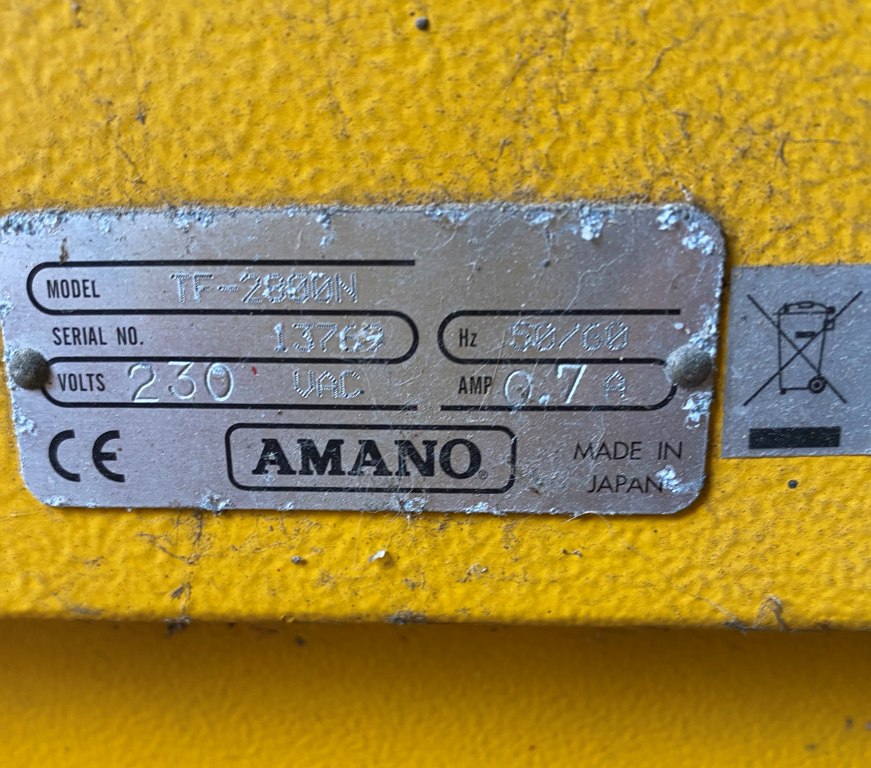 MODEL TF-2800N
SERIAL NO. 13769
Hz 50/60
VOLTS 230 VAC
AMP 0.7 A
CE
AMANO
MADE IN
JAPAN